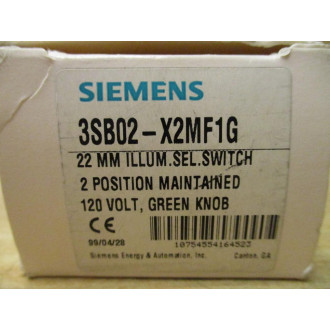 SIEMENS
3SB02-X2MF1G
22 MM ILLUM.SEL.SWITCH
2 POSITION MAINTAINED
120 VOLT, GREEN KNOB
CE
99/04/28
10754554164523
Siemens Energy & Automation, Inc. Canton, GA